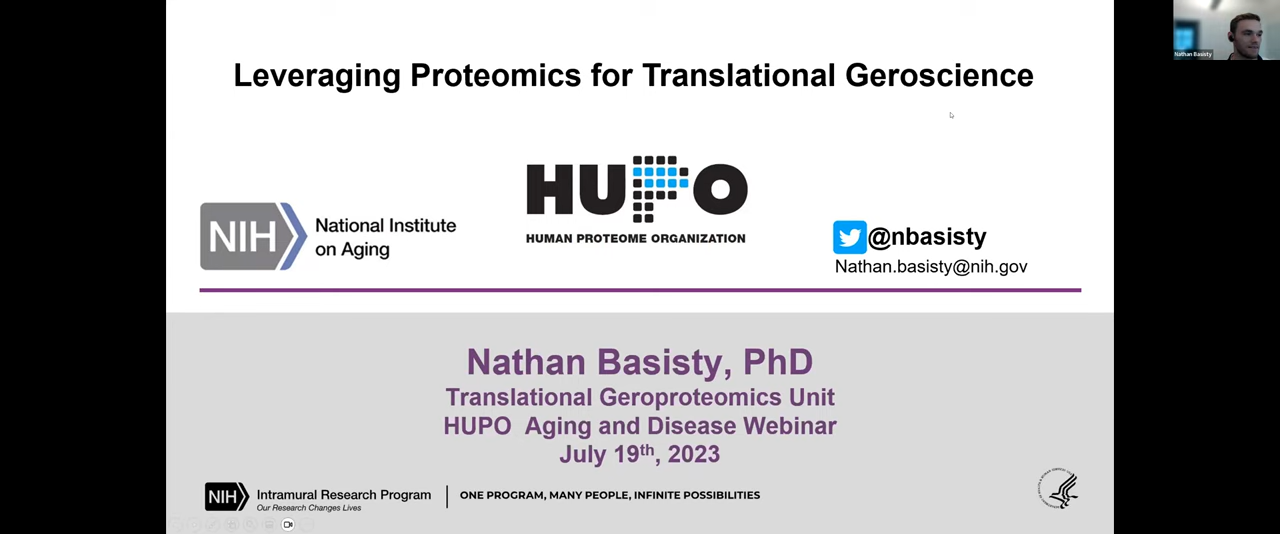 Leveraging Proteomics for Translational Geroscience
Nathan Basisty
HUPO
HUMAN PROTEOME ORGANIZATION
NIH
National Institute
on Aging
@nbasisty
Nathan.basisty@nih.gov
Nathan Basisty, PhD
Translational Geroproteomics Unit
HUPO Aging and Disease Webinar
July 19th, 2023
NIH
Intramural Research Program
Our Research Changes Lives
ONE PROGRAM, MANY PEOPLE, INFINITE POSSIBILITIES